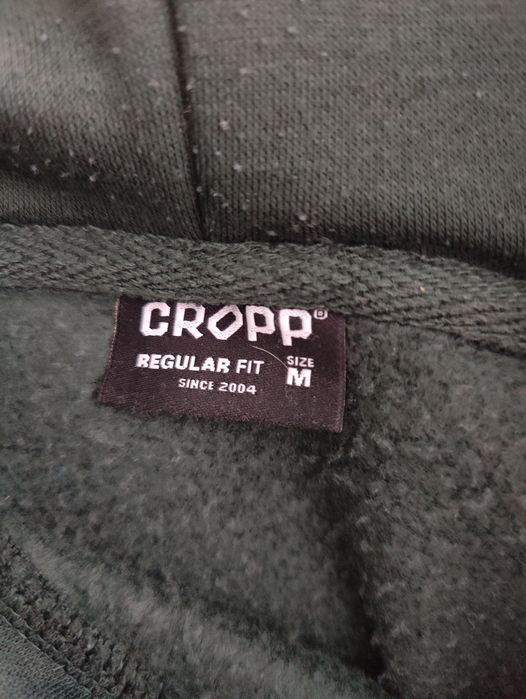 CROPP®
REGULAR FIT
SIZE
M
SINCE 2004